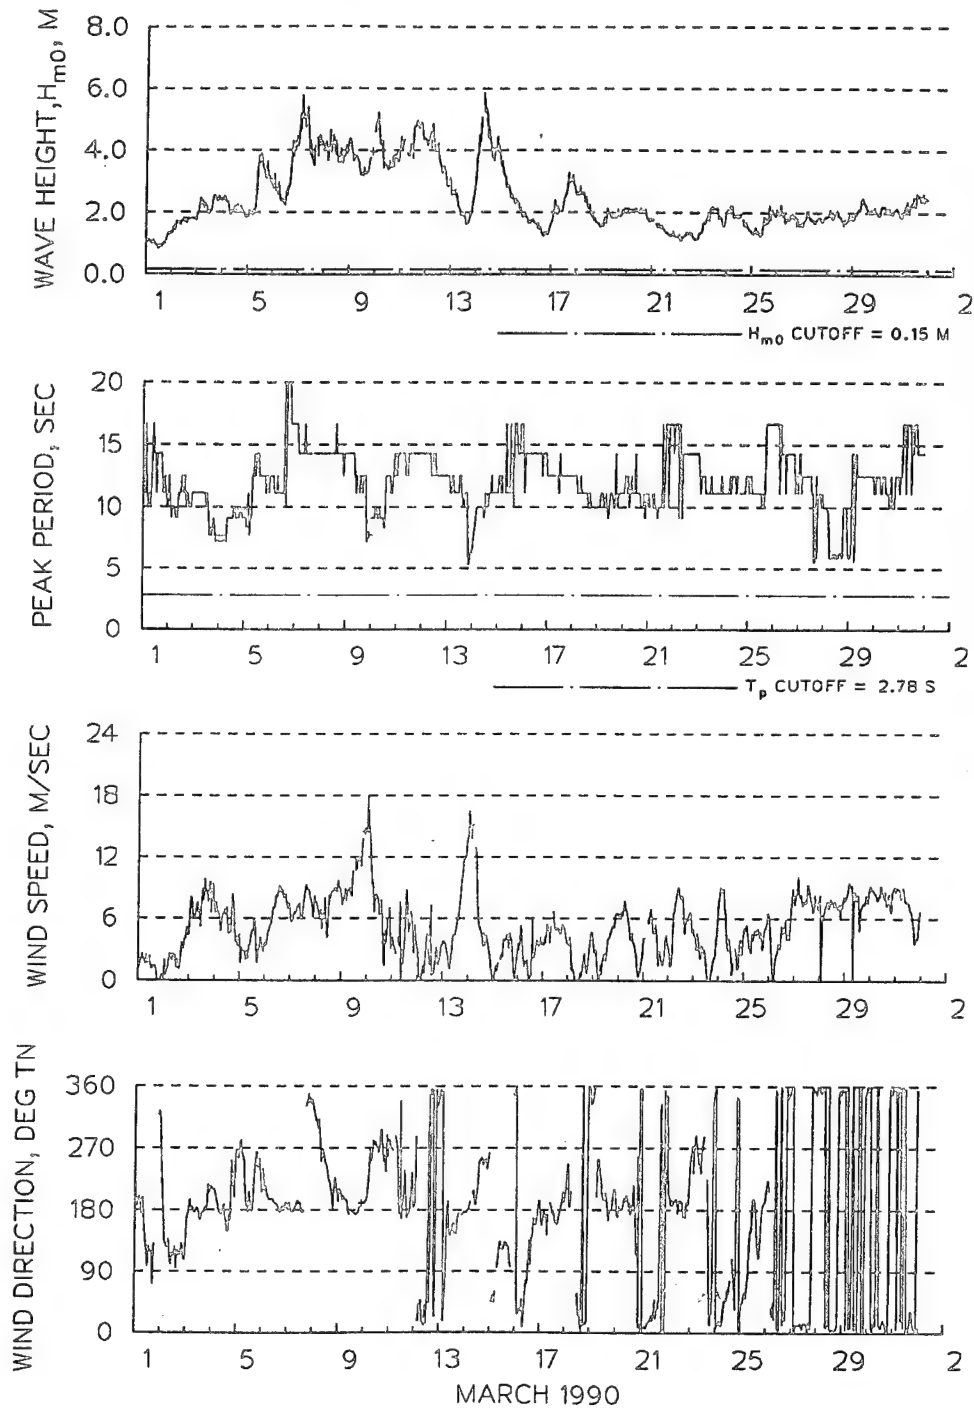 WAVE HEIGHT, Hm0, M
8.0
6.0
4.0
2.0
0.0
1 5 9 13 17 21 25 29 2
Hm0 CUTOFF = 0.15 M
PEAK PERIOD, SEC
20
15
10
5
0
1 5 9 13 17 21 25 29 2
Tp CUTOFF = 2.78 S
WIND SPEED, M/SEC
24
18
12
6
0
1 5 9 13 17 21 25 29 2
WIND DIRECTION, DEG TN
360
270
180
90
0
1 5 9 13 17 21 25 29 2
MARCH 1990